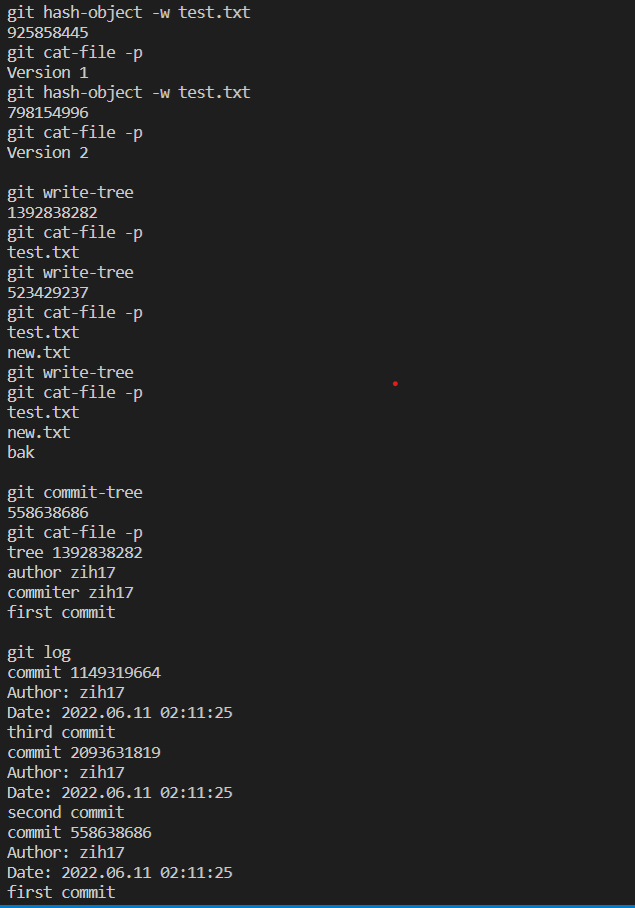 git hash-object -w test.txt
925858445
git cat-file -p
Version 1
git hash-object -w test.txt
798154996
git cat-file -p
Version 2
git write-tree
1392838282
git cat-file -p
test.txt
git write-tree
523429237
git cat-file -p
test.txt
new.txt
git write-tree
git cat-file -p
test.txt
new.txt
bak
git commit-tree
558638686
git cat-file -p
tree 1392838282
author zih17
commiter zih17
first commit
git log
commit 1149319664
Author: zih17
Date: 2022.06.11 02:11:25
third commit
commit 2093631819
Author: zih17
Date: 2022.06.11 02:11:25
second commit
commit 558638686
Author: zih17
Date: 2022.06.11 02:11:25
first commit